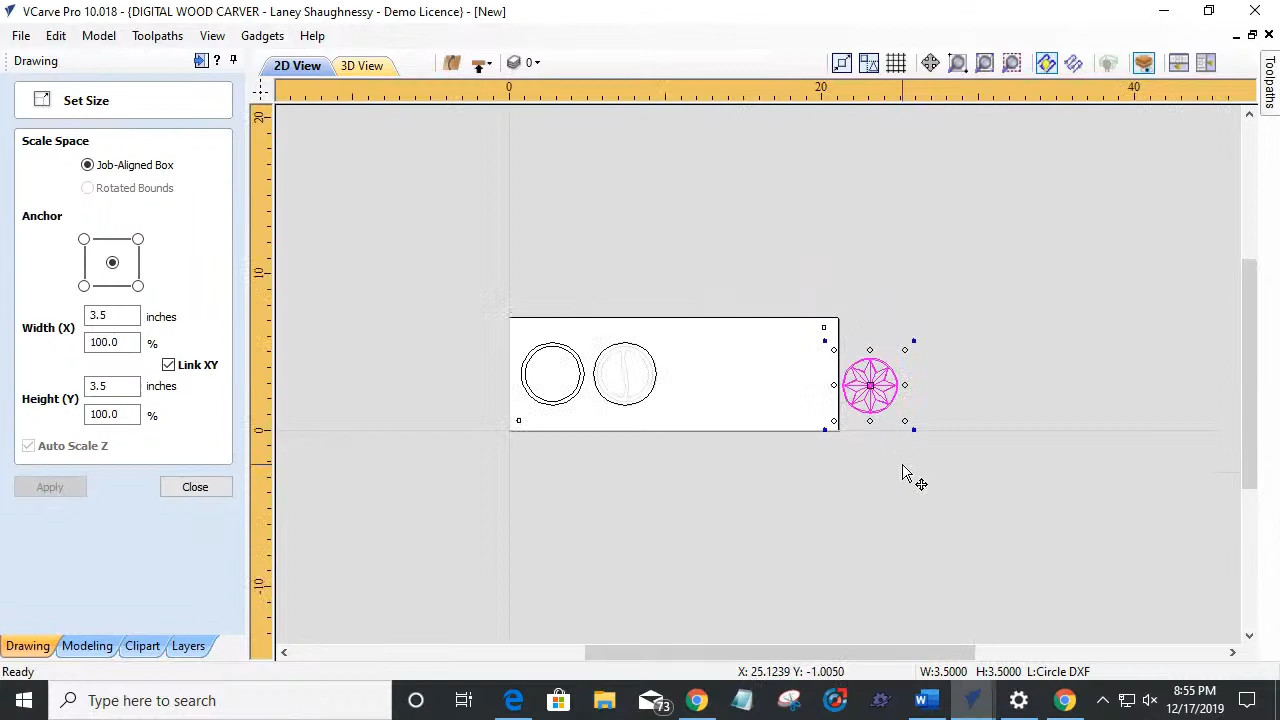 VCarve Pro 10.018 - {DIGITAL WOOD CARVER - Laney Shaughnessy - Demo Licence} - [New]
File Edit Model Toolpaths View Gadgets Help
Drawing
2D View 3D View 0
Toolpaths
Set Size
Scale Space
Job-Aligned Box
Rotated Bounds
Anchor
Width (X) 3.5 inches
100.0 %
Link XY
Height (Y) 3.5 inches
100.0 %
Auto Scale Z
Apply Close
0 20 40
20
10
0
-10
Drawing Modeling Clipart Layers
Ready X: 25.1239 Y: -1.0050 W:3.5000 H:3.5000 L:Circle DXF
Type here to search
73
8:55 PM
12/17/2019